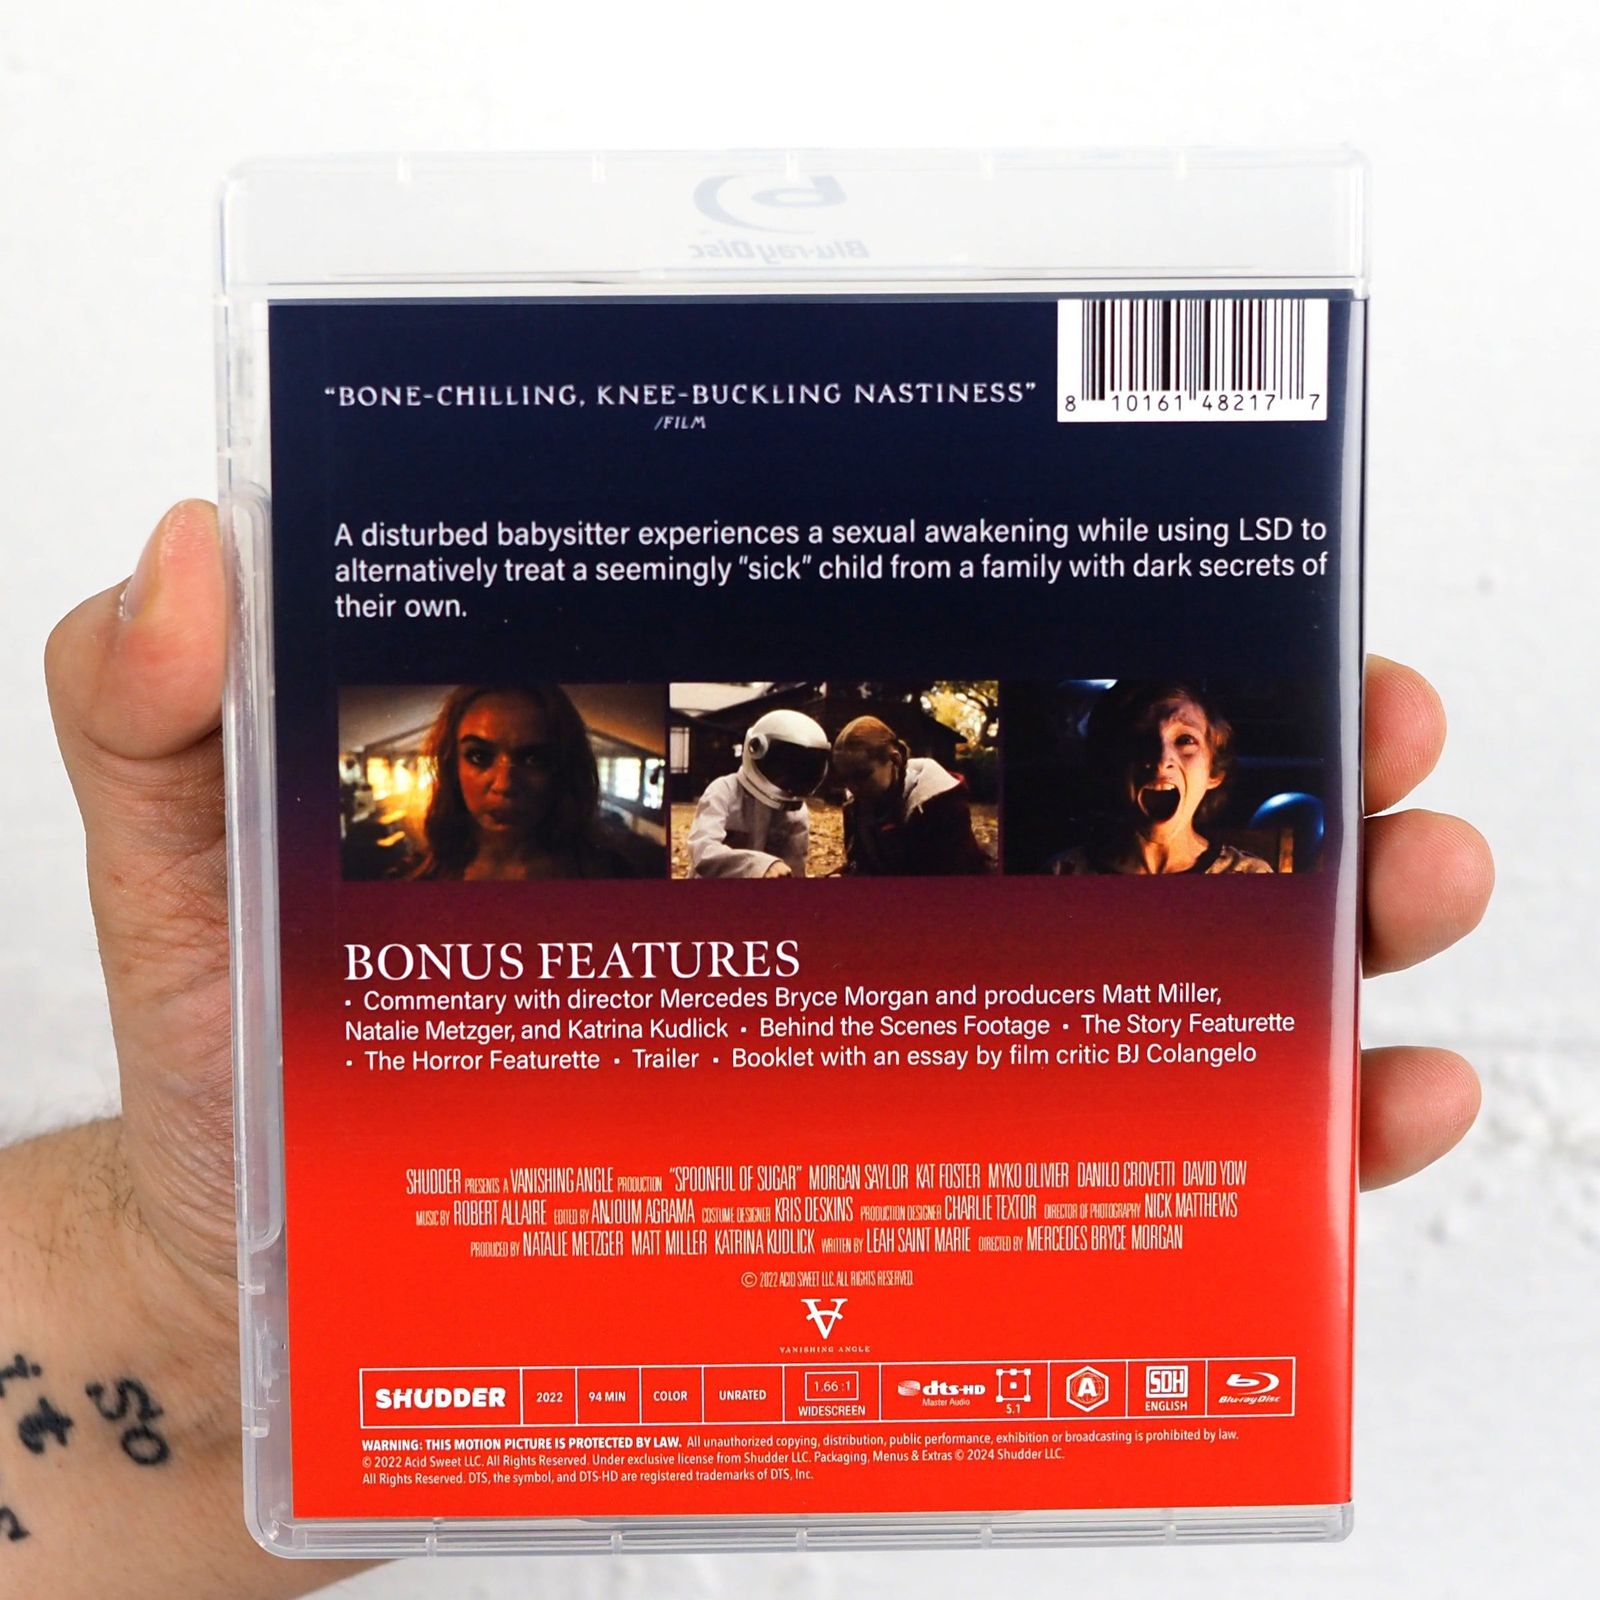 Blu-ray Disc
"BONE-CHILLING, KNEE-BUCKLING NASTINESS"
/FILM
8 10161 48217 7
A disturbed babysitter experiences a sexual awakening while using LSD to
alternatively treat a seemingly "sick" child from a family with dark secrets of
their own.
BONUS FEATURES
• Commentary with director Mercedes Bryce Morgan and producers Matt Miller,
Natalie Metzger, and Katrina Kudlick • Behind the Scenes Footage • The Story Featurette
• The Horror Featurette • Trailer • Booklet with an essay by film critic BJ Colangelo
SHUDDER PRESENTS A VANISHING ANGLE PRODUCTION "SPOONFUL OF SUGAR" MORGAN SAYLOR KAT FOSTER MYKO OLIVIER DANILO CROVETTI DAVID YOW
MUSIC BY ROBERT ALLAIRE EDITED BY ANJOUM AGRAMA COSTUME DESIGNER KRIS DESKINS PRODUCTION DESIGNER CHARLIE TEXTOR DIRECTOR OF PHOTOGRAPHY NICK MATTHEWS
PRODUCED BY NATALIE METZGER MATT MILLER KATRINA KUDLICK WRITTEN BY LEAH SAINT MARIE DIRECTED BY MERCEDES BRYCE MORGAN
© 2022 ACID SWEET LLC. ALL RIGHTS RESERVED.
VANISHING ANGLE
SHUDDER 2022 94 MIN COLOR UNRATED 1.66 :1 WIDESCREEN dts-HD Master Audio 5.1 A SDH ENGLISH Blu-ray Disc
WARNING: THIS MOTION PICTURE IS PROTECTED BY LAW. All unauthorized copying, distribution, public performance, exhibition or broadcasting is prohibited by law.
© 2022 Acid Sweet LLC. All Rights Reserved. Under exclusive license from Shudder LLC. Packaging, Menus & Extras © 2024 Shudder LLC.
All Rights Reserved. DTS, the symbol, and DTS-HD are registered trademarks of DTS, Inc.